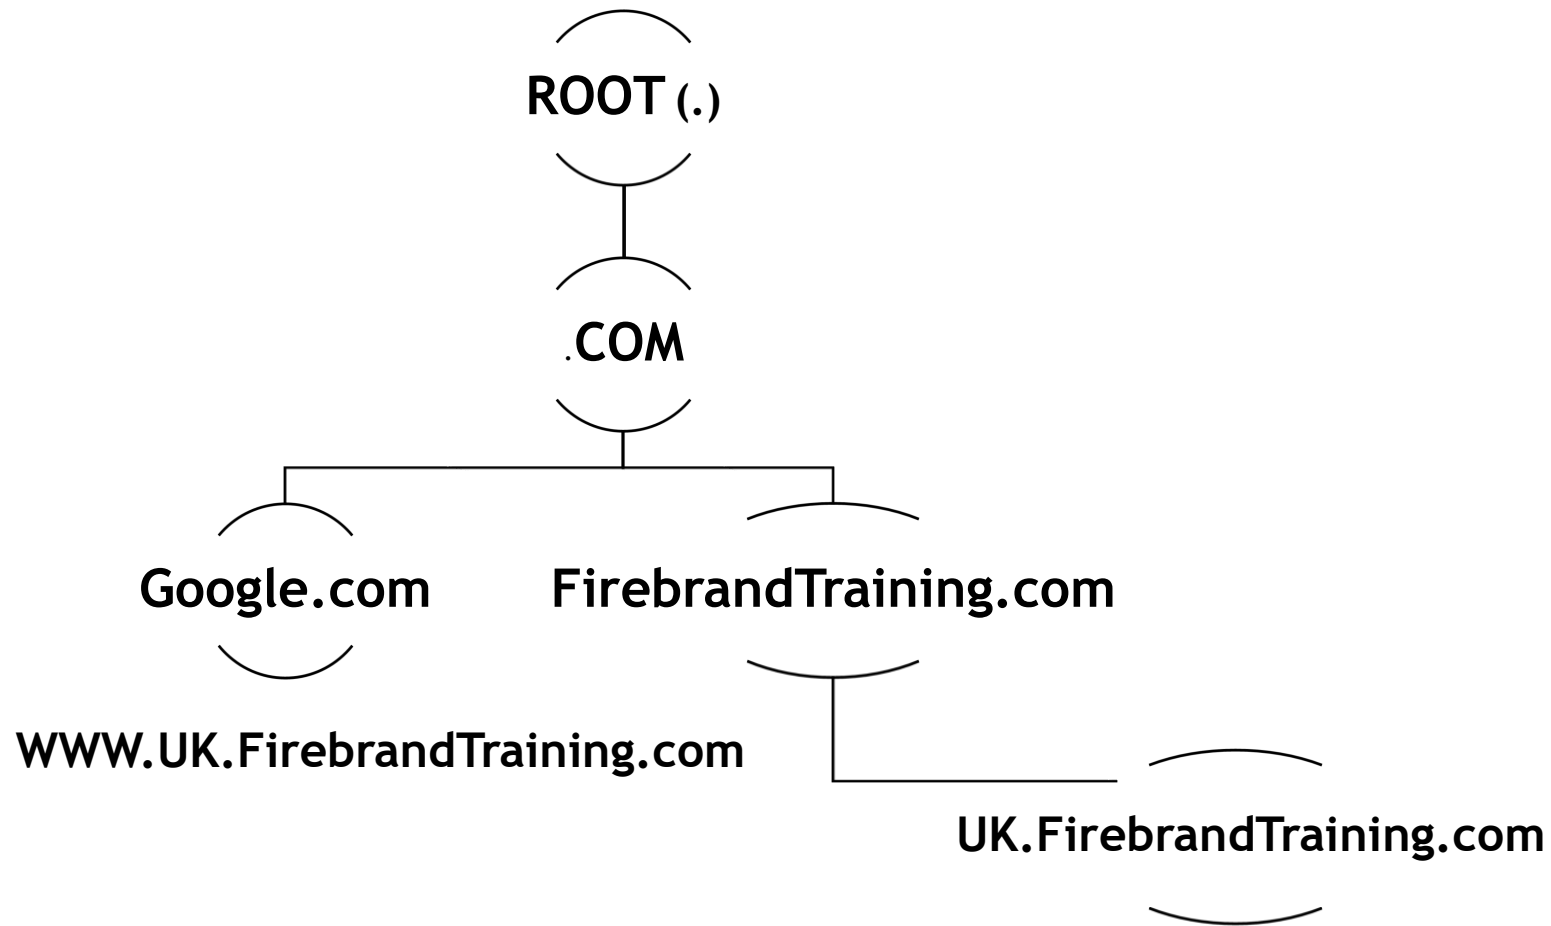 ROOT (.)
.COM
Google.com
FirebrandTraining.com
WWW.UK.FirebrandTraining.com
UK.FirebrandTraining.com